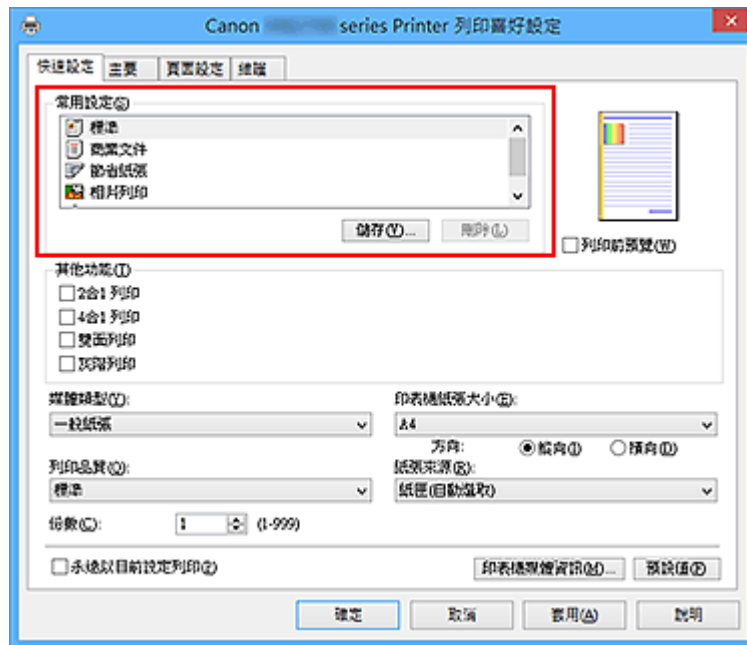 Canon series Printer 列印喜好設定
快速設定 主要 頁面設定 維護
常用設定(S)
標準
商業文件
節省紙張
相片列印
儲存(V)... 刪除(L)
列印前預覽(W)
其他功能(T)
2合1 列印
4合1 列印
雙面列印
灰階列印
媒體類型(Y):
一般紙張
印表機紙張大小(E):
A4
方向: 縱向(I) 橫向(D)
列印品質(Q):
標準
紙張來源(R):
紙匣(自動選取)
份數(C): 1 (1-999)
永遠以目前設定列印(2)
印表機媒體資訊(M)... 預設值(P)
確定 取消 套用(A) 說明